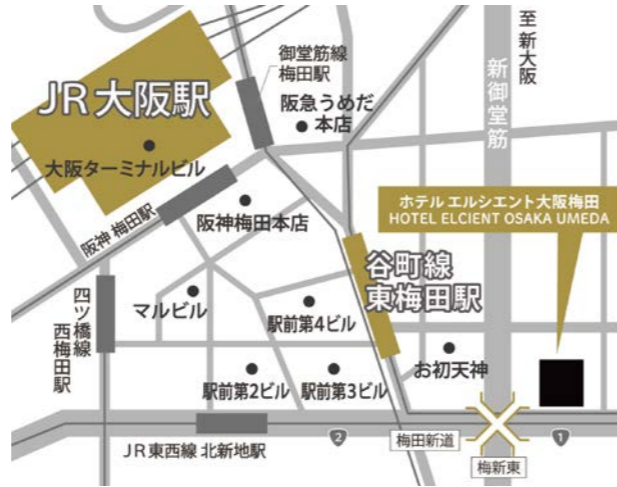 至 新大阪
御堂筋線
梅田駅
新御堂筋
JR大阪駅
阪急うめだ
本店
大阪ターミナルビル
ホテル エルシエント大阪梅田
HOTEL ELCIENT OSAKA UMEDA
阪神 梅田駅
阪神梅田本店
谷町線
東梅田駅
四ツ橋線
西梅田駅
マルビル
駅前第4ビル
お初天神
駅前第2ビル
駅前第3ビル
JR東西線 北新地駅
2
梅田新道
1
梅新東